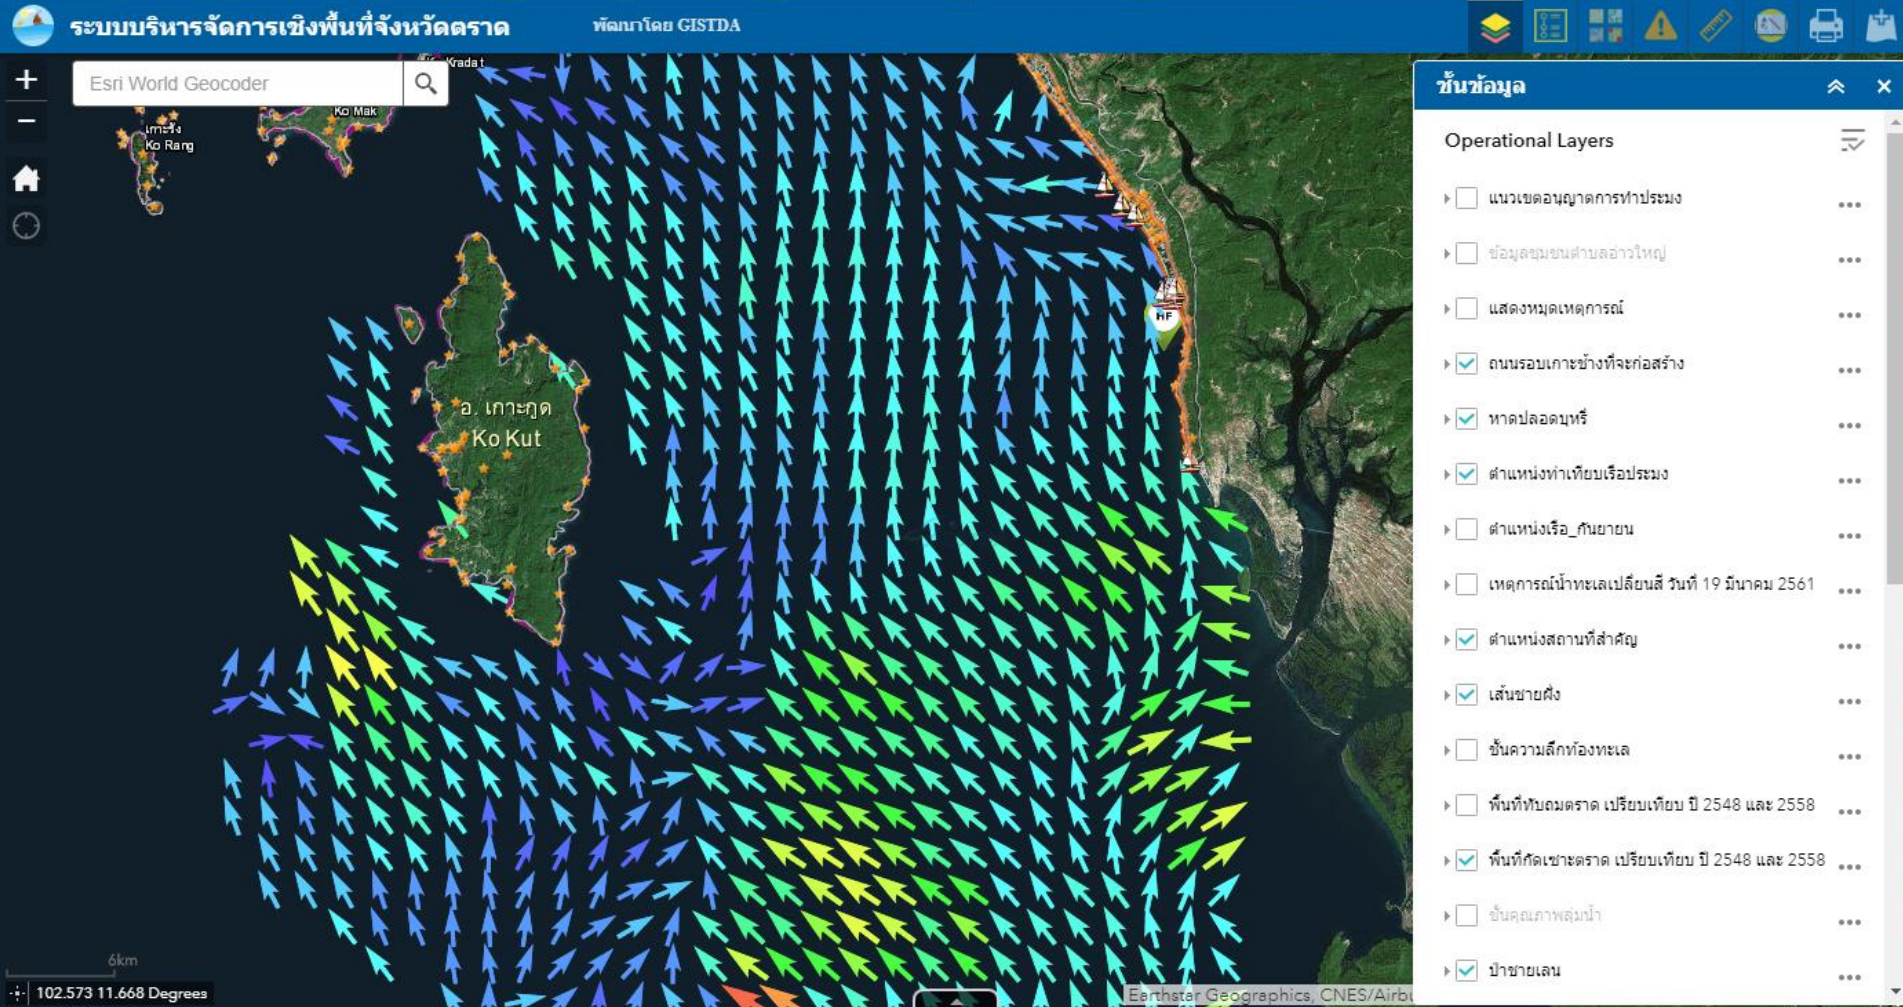 ระบบบริหารจัดการเชิงพื้นที่จังหวัดตราด
พัฒนาโดย GISTDA
Esri World Geocoder
Kradat
Ko Mak
เกาะรัง
Ko Rang
อ. เกาะกูด
Ko Kut
HF
6km
102.573 11.668 Degrees
Earthstar Geographics, CNES/Airbu
ชั้นข้อมูล
Operational Layers
แนวเขตอนุญาตการทำประมง
ข้อมูลชุมชนตำบลอ่าวใหญ่
แสดงหมุดเหตุการณ์
ถนนรอบเกาะช้างที่จะก่อสร้าง
หาดปลอดบุหรี่
ตำแหน่งท่าเทียบเรือประมง
ตำแหน่งเรือ_กันยายน
เหตุการณ์น้ำทะเลเปลี่ยนสี วันที่ 19 มีนาคม 2561
ตำแหน่งสถานที่สำคัญ
เส้นชายฝั่ง
ชั้นความลึกท้องทะเล
พื้นที่ทับถมตราด เปรียบเทียบ ปี 2548 และ 2558
พื้นที่กัดเซาะตราด เปรียบเทียบ ปี 2548 และ 2558
ชั้นคุณภาพลุ่มน้ำ
ป่าชายเลน